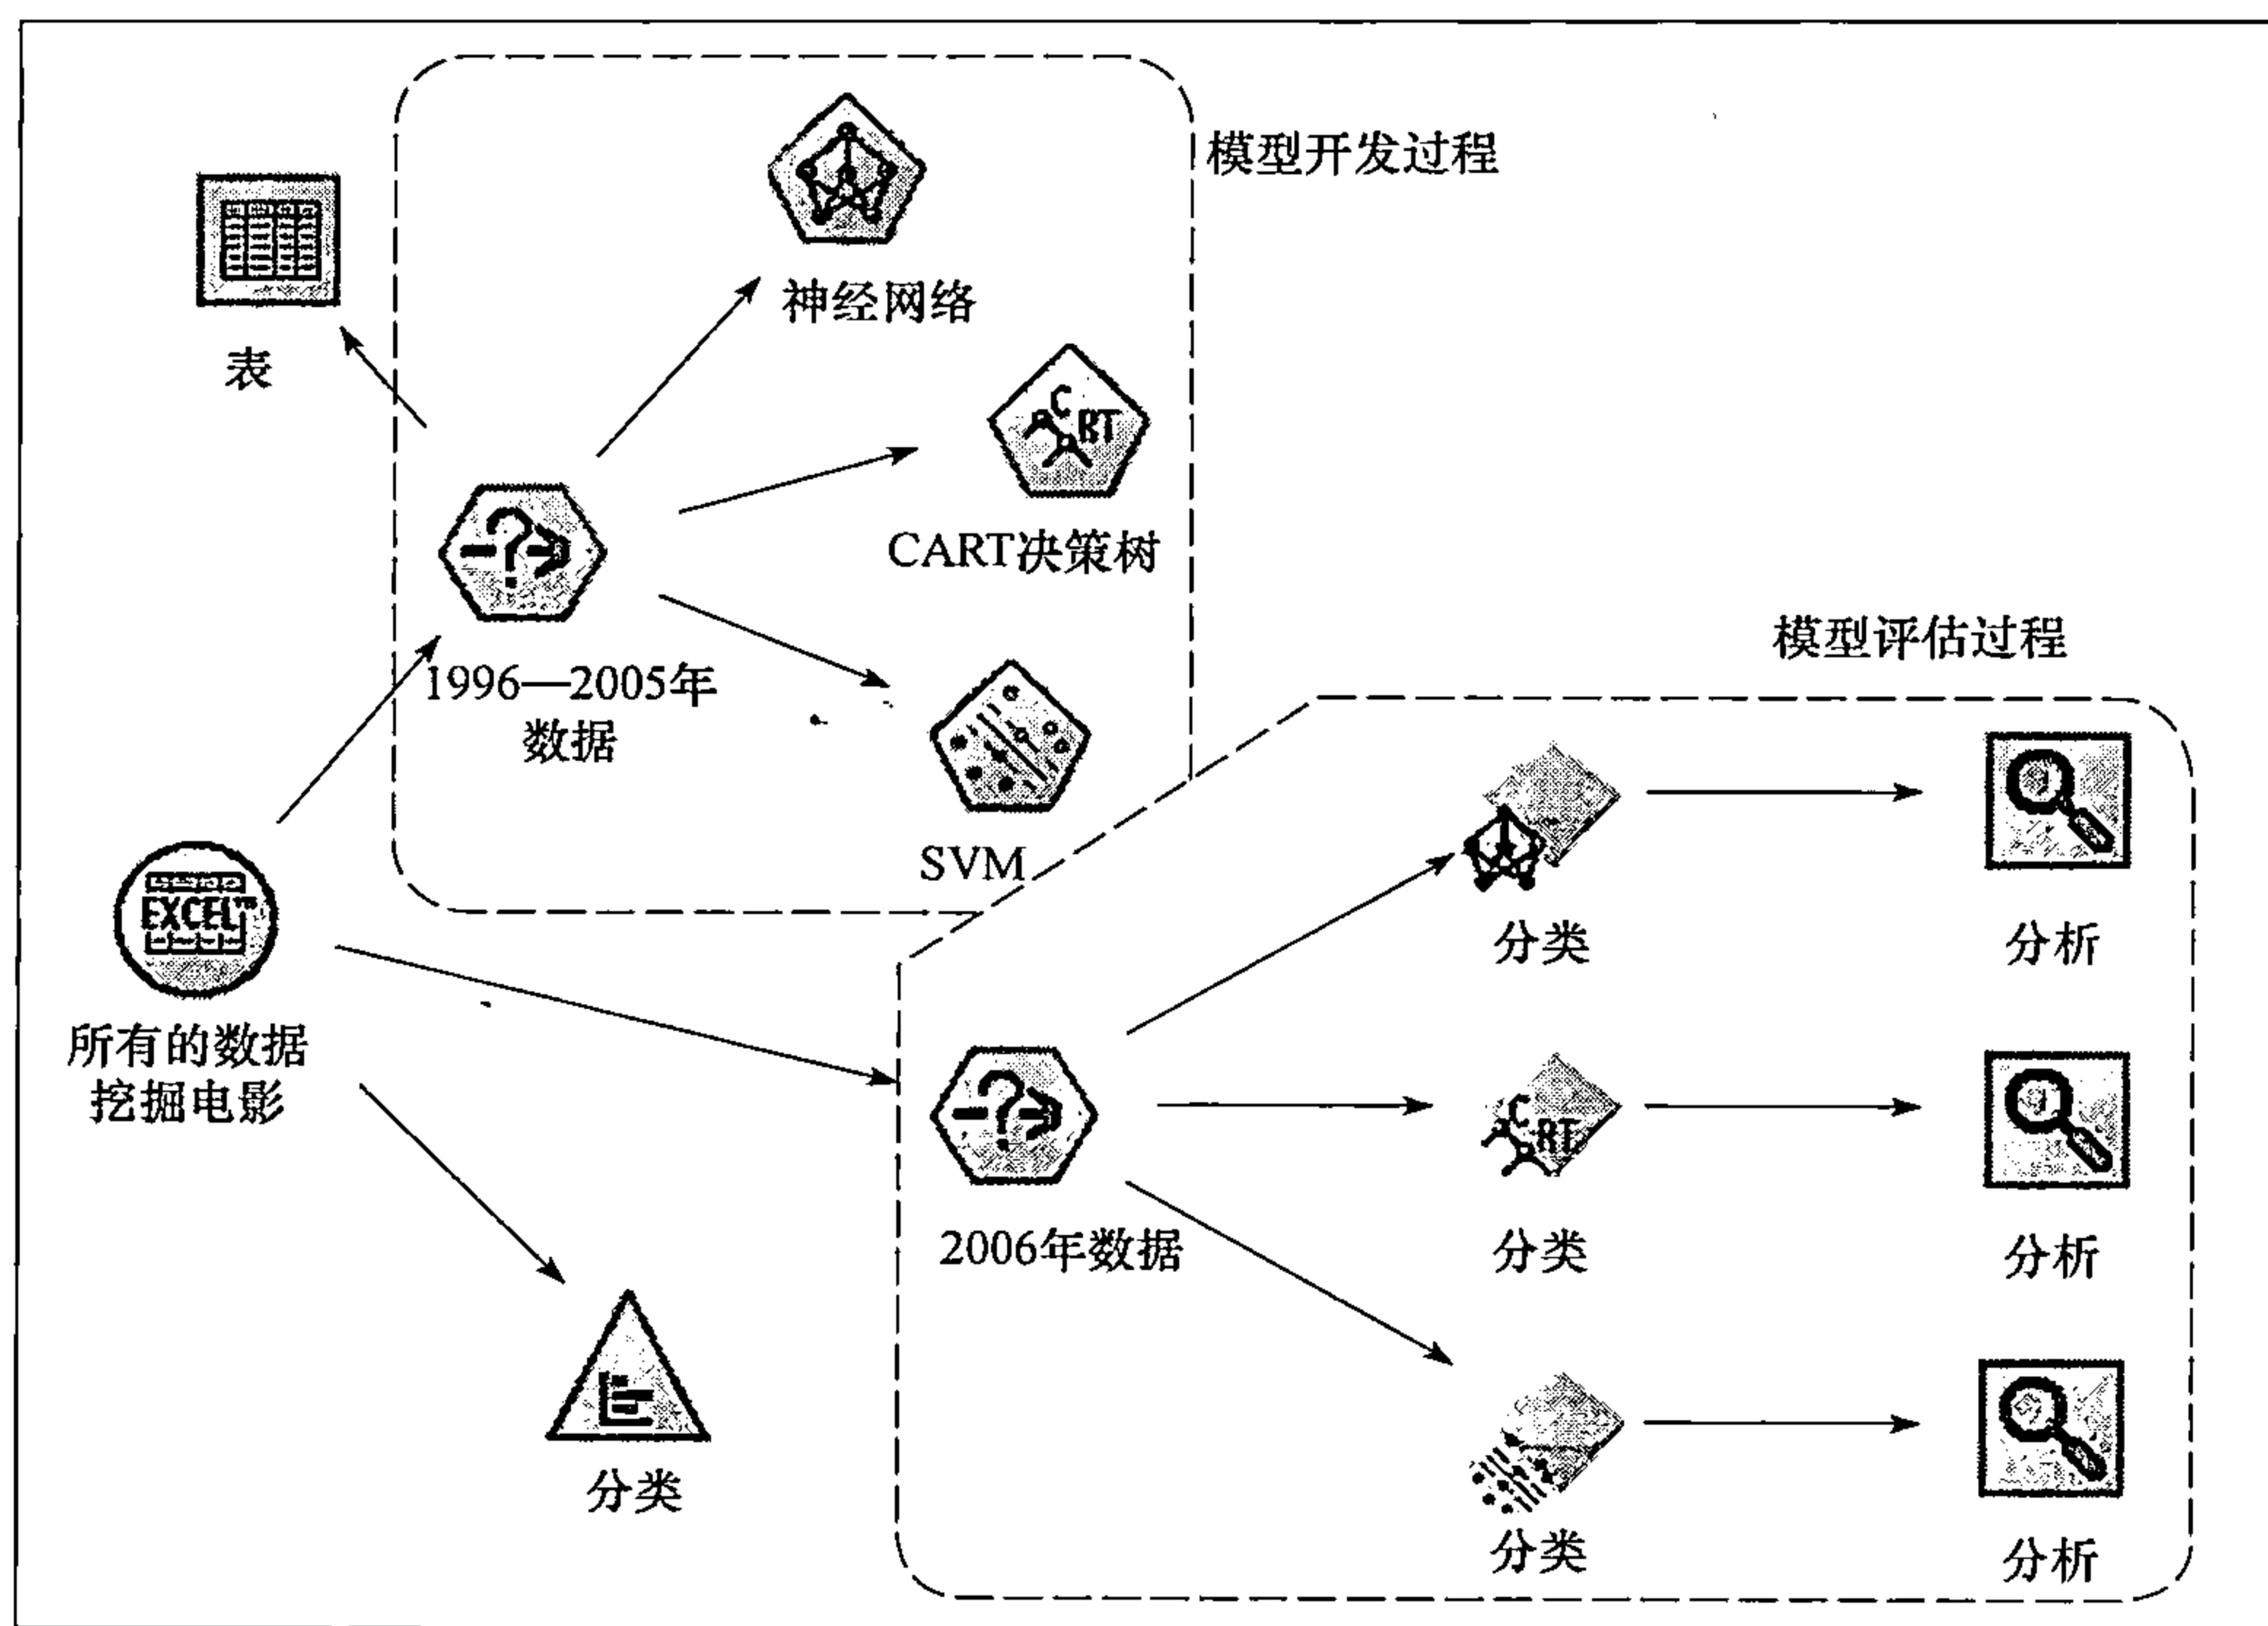 模型开发过程
神经网络
表
C
RT
CART决策树
1996—2005年
数据
模型评估过程
SVM
EXCEL™
所有的数据
挖掘电影
分类
分析
2006年数据
C
RT
分类
分析
分类
分类
分析